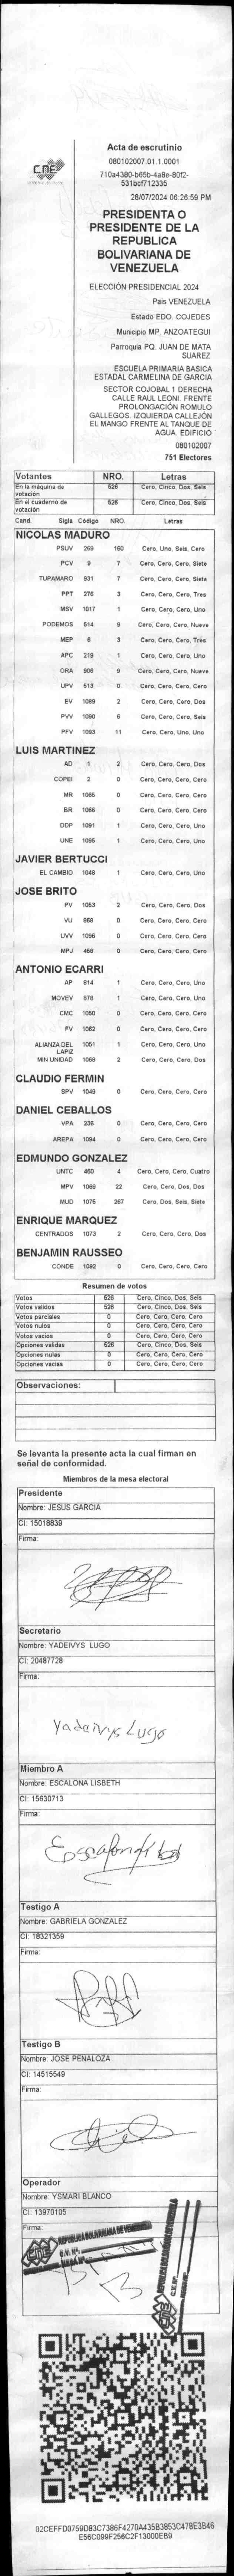 CNE
Acta de escrutinio
080102007.01.1.0001
710a4380-b65b-4a8e-80f2-
531bcf712335
28/07/2024 06:26:59 PM
PRESIDENTA O
PRESIDENTE DE LA
REPUBLICA
BOLIVARIANA DE
VENEZUELA
ELECCIÓN PRESIDENCIAL 2024
Pais VENEZUELA
Estado EDO. COJEDES
Municipio MP. ANZOATEGUI
Parroquia PQ. JUAN DE MATA
SUAREZ
ESCUELA PRIMARIA BASICA
ESTADAL CARMELINA DE GARCIA
SECTOR COJOBAL 1 DERECHA
CALLE RAUL LEONI. FRENTE
PROLONGACIÓN ROMULO
GALLEGOS. IZQUIERDA CALLEJÓN
EL MANGO FRENTE AL TANQUE DE
AGUA. EDIFICIO
080102007
751 Electores
Votantes NRO. Letras
En la máquina de votación 526 Cero, Cinco, Dos, Seis
En el cuaderno de votación 526 Cero, Cinco, Dos, Seis
Cand. Sigla Código NRO. Letras
NICOLAS MADURO
PSUV 269 160 Cero, Uno, Seis, Cero
PCV 9 7 Cero, Cero, Cero, Siete
TUPAMARO 931 7 Cero, Cero, Cero, Siete
PPT 276 3 Cero, Cero, Cero, Tres
MSV 1017 1 Cero, Cero, Cero, Uno
PODEMOS 514 9 Cero, Cero, Cero, Nueve
MEP 6 3 Cero, Cero, Cero, Tres
APC 219 1 Cero, Cero, Cero, Uno
ORA 906 9 Cero, Cero, Cero, Nueve
UPV 513 0 Cero, Cero, Cero, Cero
EV 1089 2 Cero, Cero, Cero, Dos
PVV 1090 6 Cero, Cero, Cero, Seis
PFV 1093 11 Cero, Cero, Uno, Uno
LUIS MARTINEZ
AD 1 2 Cero, Cero, Cero, Dos
COPEI 2 0 Cero, Cero, Cero, Cero
MR 1065 0 Cero, Cero, Cero, Cero
BR 1066 0 Cero, Cero, Cero, Cero
DDP 1091 1 Cero, Cero, Cero, Uno
UNE 1095 1 Cero, Cero, Cero, Uno
JAVIER BERTUCCI
EL CAMBIO 1048 1 Cero, Cero, Cero, Uno
JOSE BRITO
PV 1053 2 Cero, Cero, Cero, Dos
VU 868 0 Cero, Cero, Cero, Cero
UVV 1096 0 Cero, Cero, Cero, Cero
MPJ 458 0 Cero, Cero, Cero, Cero
ANTONIO ECARRI
AP 814 1 Cero, Cero, Cero, Uno
MOVEV 878 1 Cero, Cero, Cero, Uno
CMC 1050 0 Cero, Cero, Cero, Cero
FV 1052 0 Cero, Cero, Cero, Cero
ALIANZA DEL LAPIZ 1051 1 Cero, Cero, Cero, Uno
MIN UNIDAD 1068 2 Cero, Cero, Cero, Dos
CLAUDIO FERMIN
SPV 1049 0 Cero, Cero, Cero, Cero
DANIEL CEBALLOS
VPA 236 0 Cero, Cero, Cero, Cero
AREPA 1094 0 Cero, Cero, Cero, Cero
EDMUNDO GONZALEZ
UNTC 460 4 Cero, Cero, Cero, Cuatro
MPV 1069 22 Cero, Cero, Dos, Dos
MUD 1075 267 Cero, Dos, Seis, Siete
ENRIQUE MARQUEZ
CENTRADOS 1073 2 Cero, Cero, Cero, Dos
BENJAMIN RAUSSEO
CONDE 1092 0 Cero, Cero, Cero, Cero
Resumen de votos
Votos 526 Cero, Cinco, Dos, Seis
Votos validos 526 Cero, Cinco, Dos, Seis
Votos parciales 0 Cero, Cero, Cero, Cero
Votos nulos 0 Cero, Cero, Cero, Cero
Votos vacios 0 Cero, Cero, Cero, Cero
Opciones validas 526 Cero, Cinco, Dos, Seis
Opciones nulas 0 Cero, Cero, Cero, Cero
Opciones vacias 0 Cero, Cero, Cero, Cero
Observaciones:
Se levanta la presente acta la cual firman en
señal de conformidad.
Miembros de la mesa electoral
Presidente
Nombre: JESUS GARCIA
CI: 15018839
Firma:
Secretario
Nombre: YADEIVYS LUGO
CI: 20487728
Firma:
Yadeivys Lugo
Miembro A
Nombre: ESCALONA LISBETH
CI: 15630713
Firma:
Testigo A
Nombre: GABRIELA GONZALEZ
CI: 18321359
Firma:
Testigo B
Nombre: JOSE PENALOZA
CI: 14515549
Firma:
Operador
Nombre: YSMARI BLANCO
CI: 13970105
Firma:
REPUBLICA BOLIVARIANA DE VENEZUELA
CNE
02CEFFD0759D83C7386F4270A435B3853C478E3B46
E56C099F256C2F13000EB9